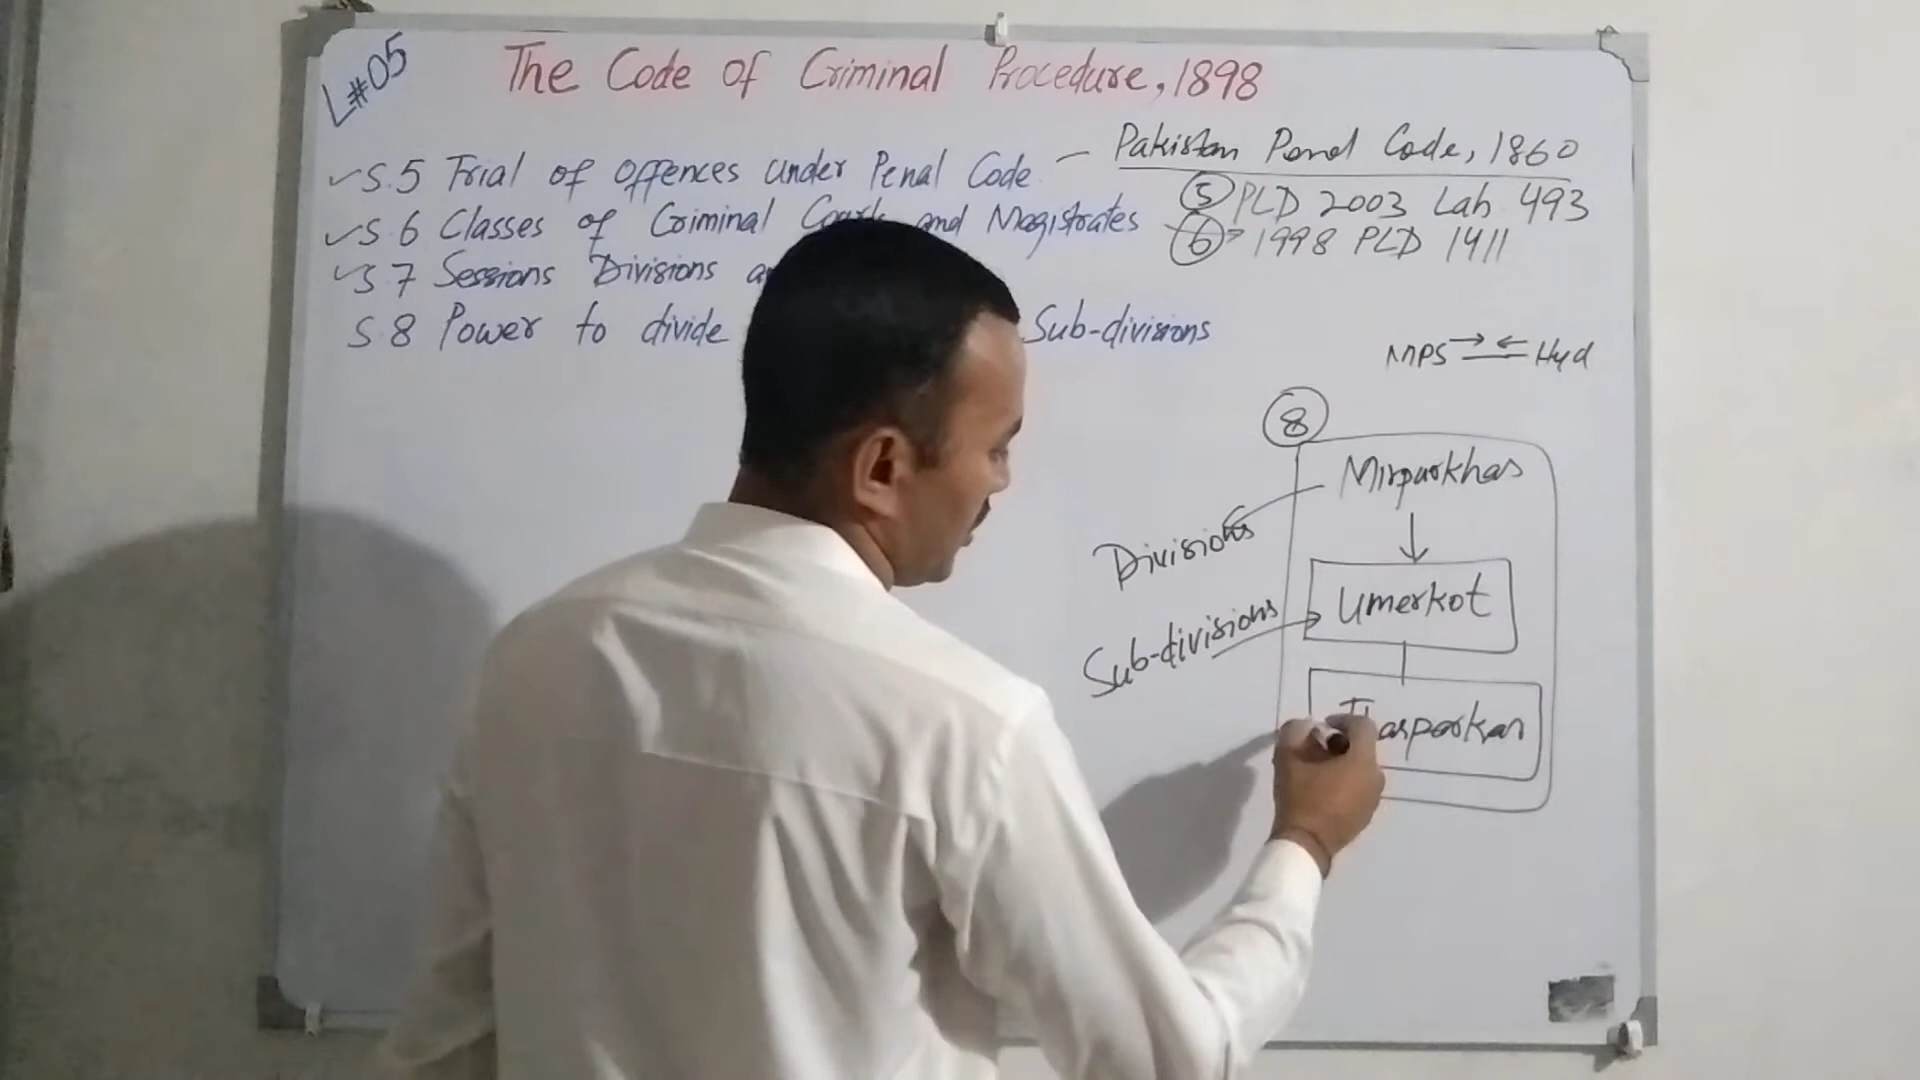 L#05
The Code of Criminal Procedure, 1898
S.5 Trial of Offences Under Penal Code — Pakistan Penal Code, 1860
⑤ PLD 2003 Lah 493
S 6 Classes of Criminal Courts and Magistrates
⑥ → 1998 PLD 1411
S 7 Sessions Divisions
S 8 Power to divide Sub-divisions
MPS → ← Hyd
⑧
Mirpurkhas
Divisions
Umerkot
Sub-divisions